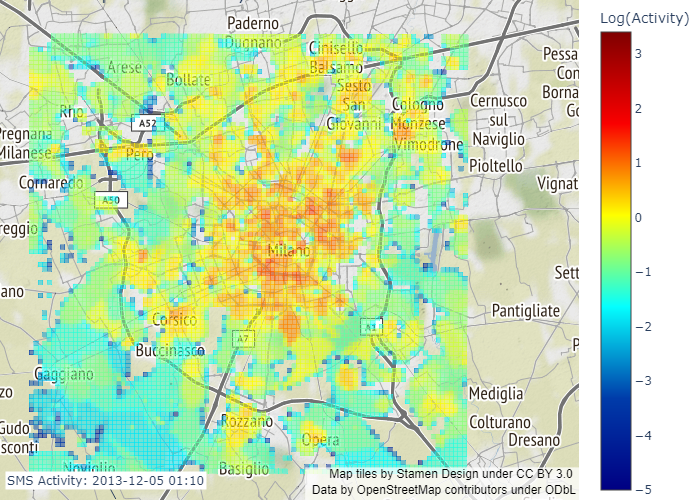 Log(Activity)
3
2
1
0
−1
−2
−3
−4
−5
Paderno
Dugnano
Cinisello
Balsamo
Arese
Bollate
Sesto
San
Giovanni
Rho
A52
Cologno
Monzese
Cernusco
sul
Naviglio
Pregnana
Milanese
Pero
Vimodrone
Pioltello
Cornaredo
A50
Vignat
reggio
Milano
Sett
ano
Pantigliate
Corsico
A7
Buccinasco
Gaggiano
Mediglia
Rozzano
Colturano
Gudo
sconti
Opera
Dresano
Noviglio
Basiglio
Pessa
Con
Borna
Go
P
zo
SMS Activity: 2013-12-05 01:10
Map tiles by Stamen Design under CC BY 3.0
Data by OpenStreetMap contributors under ODbL